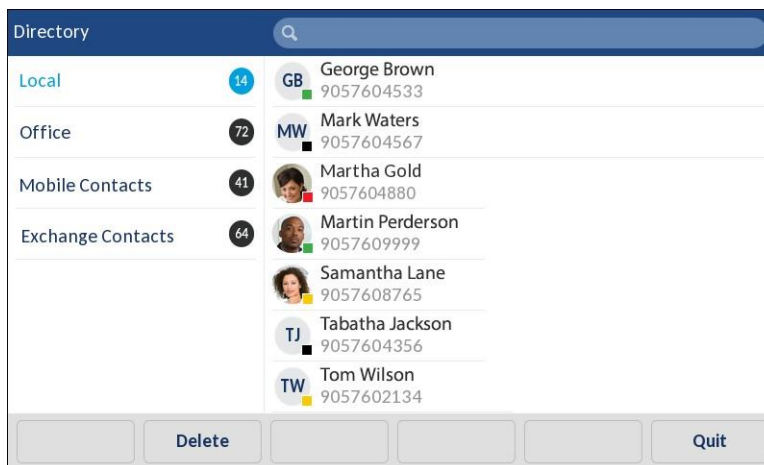 Directory
Local 14
Office 72
Mobile Contacts 41
Exchange Contacts 64
GB George Brown
9057604533
MW Mark Waters
9057604567
Martha Gold
9057604880
Martin Perderson
9057609999
Samantha Lane
9057608765
TJ Tabatha Jackson
9057604356
TW Tom Wilson
9057602134
Delete Quit